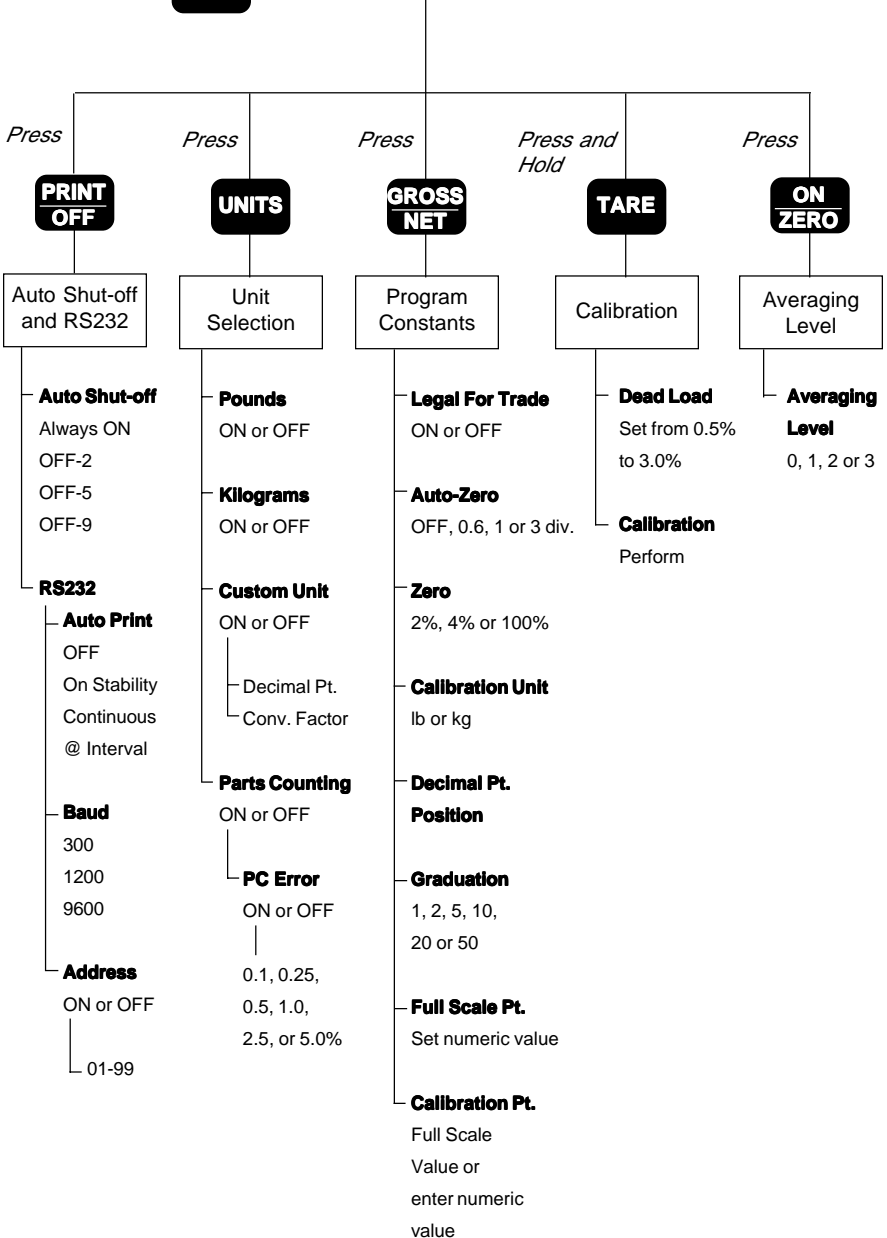 Press
PRINT
OFF
Auto Shut-off
and RS232
Auto Shut-off
Always ON
OFF-2
OFF-5
OFF-9
RS232
Auto Print
OFF
On Stability
Continuous
@ Interval
Baud
300
1200
9600
Address
ON or OFF
01-99
Press
UNITS
Unit
Selection
Pounds
ON or OFF
Kilograms
ON or OFF
Custom Unit
ON or OFF
Decimal Pt.
Conv. Factor
Parts Counting
ON or OFF
PC Error
ON or OFF
0.1, 0.25,
0.5, 1.0,
2.5, or 5.0%
Press
GROSS
NET
Program
Constants
Legal For Trade
ON or OFF
Auto-Zero
OFF, 0.6, 1 or 3 div.
Zero
2%, 4% or 100%
Calibration Unit
lb or kg
Decimal Pt.
Position
Graduation
1, 2, 5, 10,
20 or 50
Full Scale Pt.
Set numeric value
Calibration Pt.
Full Scale
Value or
enter numeric
value
Press and
Hold
TARE
Calibration
Dead Load
Set from 0.5%
to 3.0%
Calibration
Perform
Press
ON
ZERO
Averaging
Level
Averaging
Level
0, 1, 2 or 3